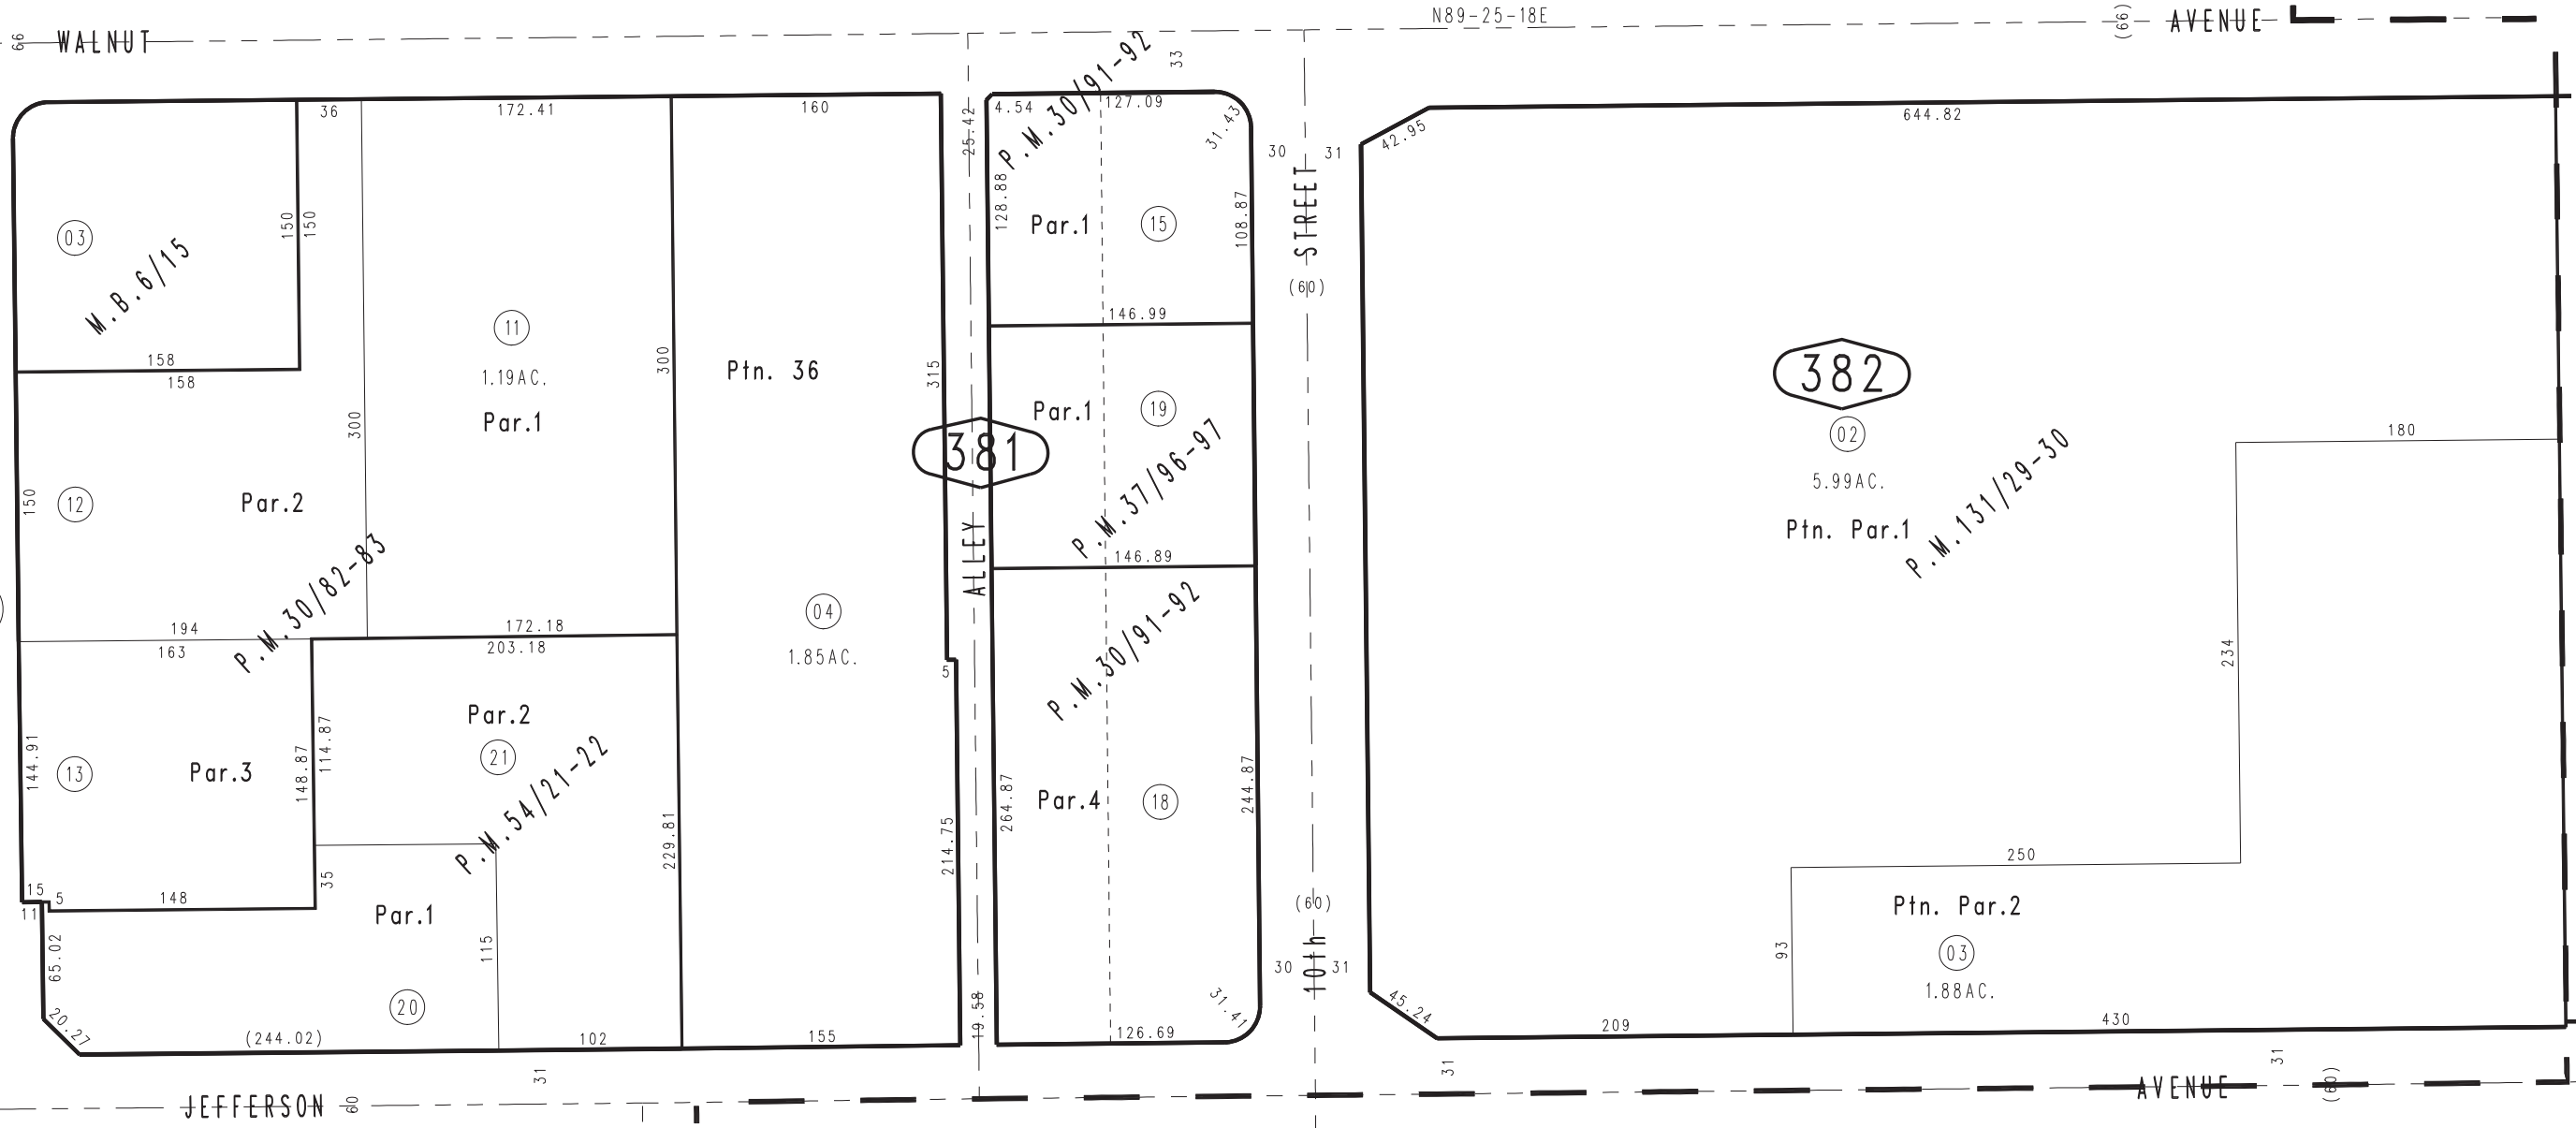 N89-25-18E
66
WALNUT
(66)
AVENUE
33
36
172.41
160
4.54
127.09
644.82
25.42
P.M.30/91-92
31.43
42.95
30
31
STREET
150
150
128.88
108.87
Par.1
15
03
M.B.6/15
(60)
146.99
11
1.19AC.
Par.1
158
158
300
300
Ptn. 36
315
Par.1
19
382
02
5.99AC.
Ptn. Par.1
P.M.131/29-30
180
381
P.M.37/96-97
150
12
Par.2
ALLEY
146.89
P.M.30/82-83
194
163
172.18
203.18
04
1.85AC.
5
P.M.30/91-92
234
Par.2
21
P.M.54/21-22
144.91
13
Par.3
148.87
114.87
229.81
214.75
264.87
Par.4
18
244.87
250
15
5
148
11
35
Par.1
Ptn. Par.2
(60)
65.02
115
93
03
1.88AC.
10th
30
31
20
20.27
19.58
31.41
45.24
(244.02)
102
155
126.69
209
430
31
31
31
JEFFERSON
60
AVENUE
(60)